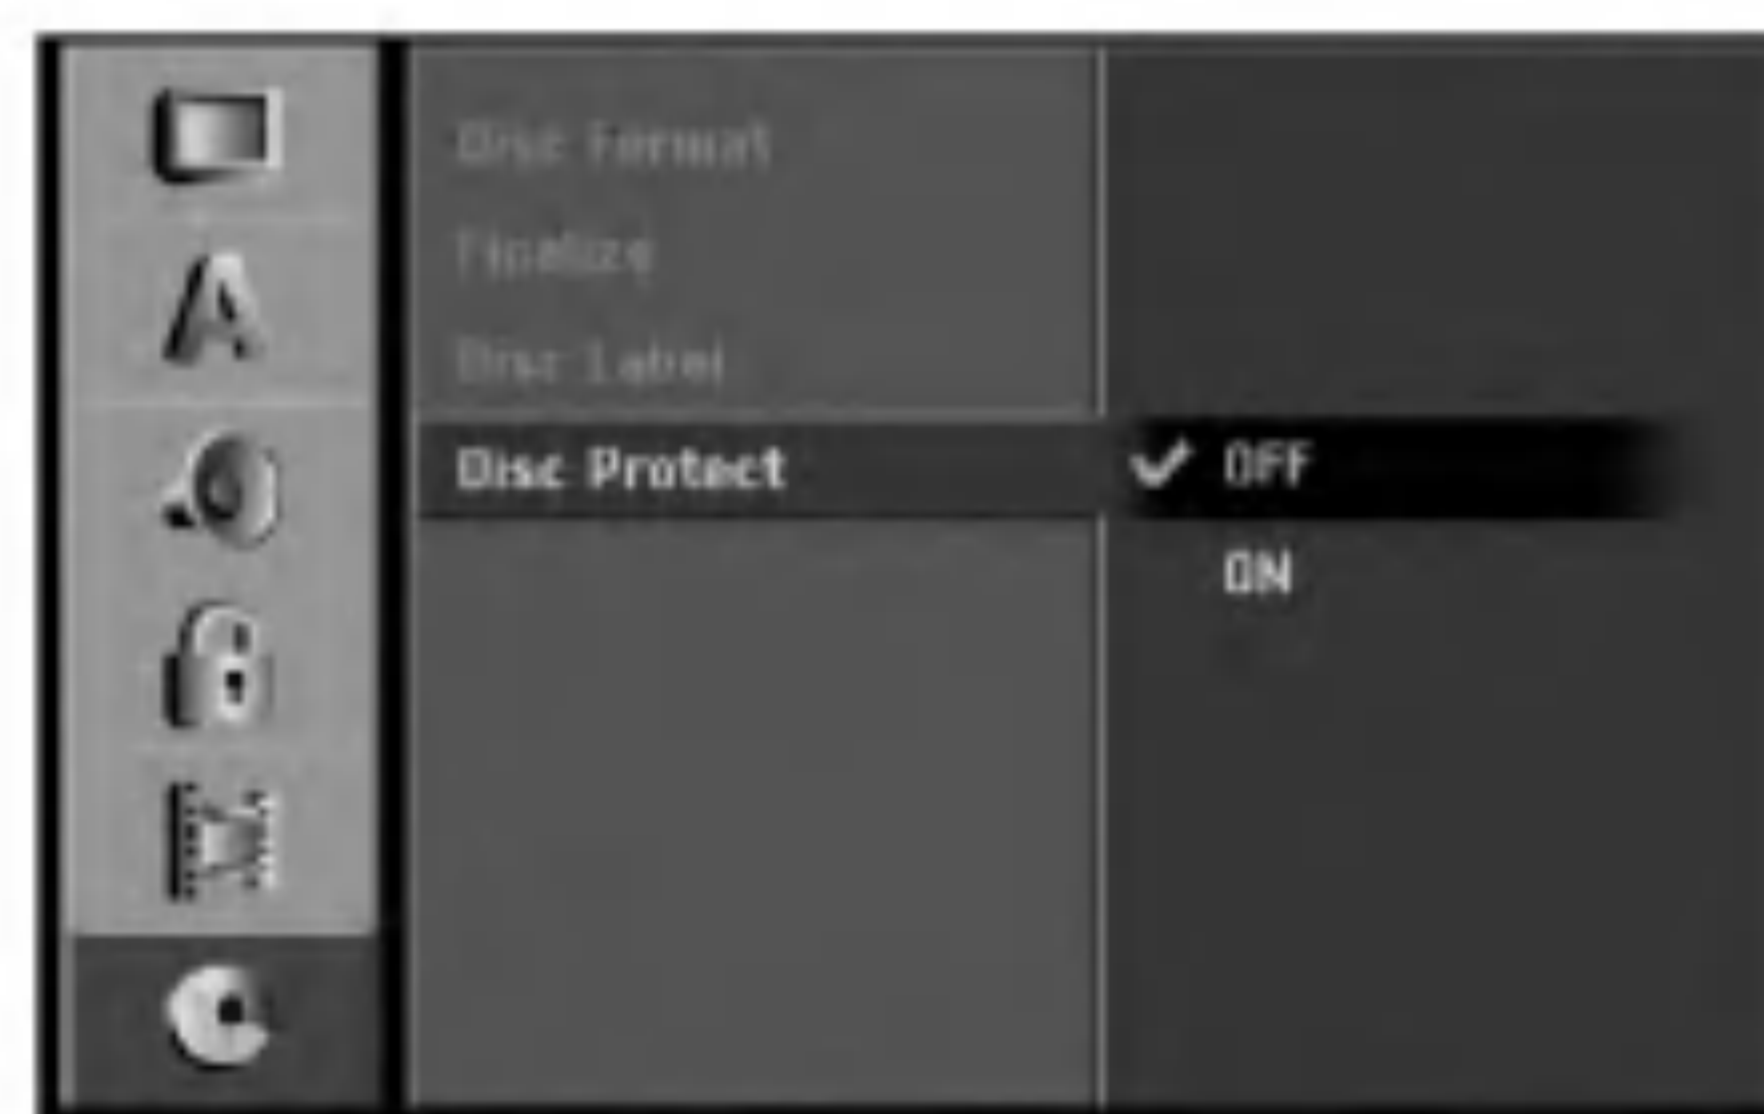 Disc Format
Finalize
Disc Label
Disc Protect
OFF
ON